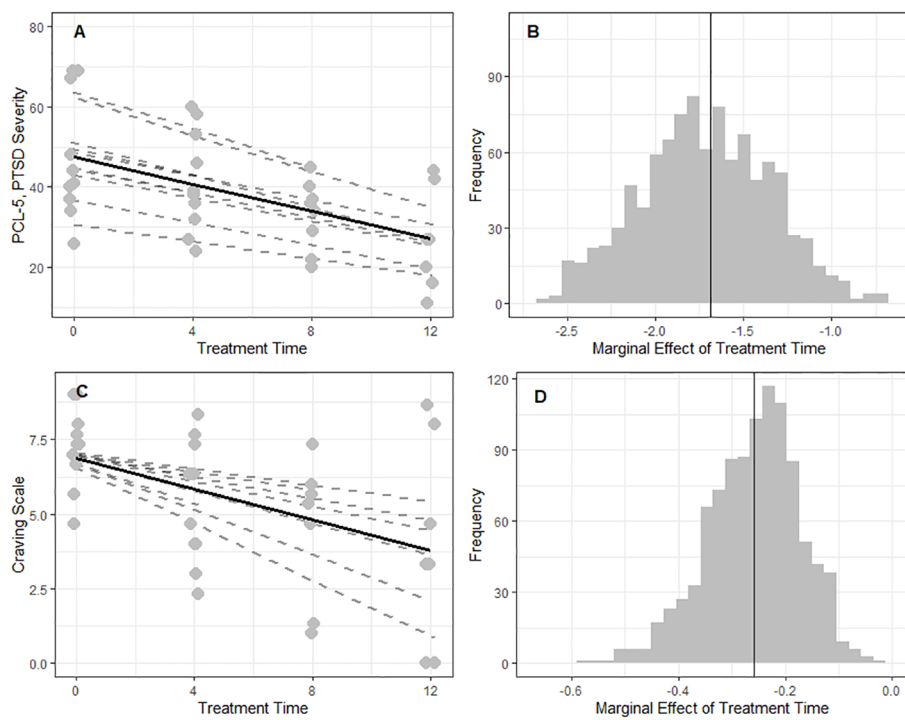 A
80
60
40
20
PCL-5, PTSD Severity
0 4 8 12
Treatment Time
B
90
60
30
0
Frequency
-2.5 -2.0 -1.5 -1.0
Marginal Effect of Treatment Time
C
7.5
5.0
2.5
0.0
Craving Scale
0 4 8 12
Treatment Time
D
120
90
60
30
0
Frequency
-0.6 -0.4 -0.2 0.0
Marginal Effect of Treatment Time